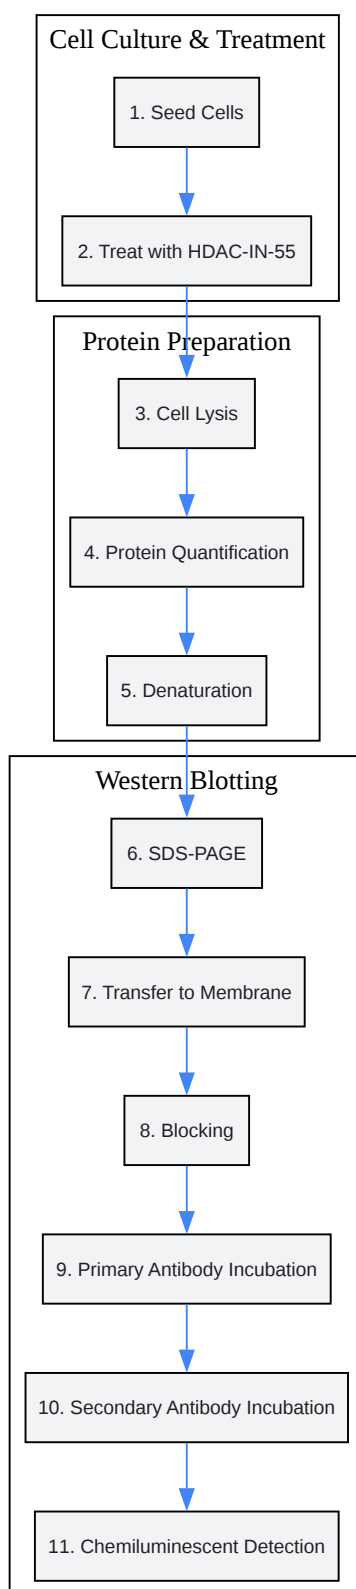 Cell Culture & Treatment
1. Seed Cells
2. Treat with HDAC-IN-55
Protein Preparation
3. Cell Lysis
4. Protein Quantification
5. Denaturation
Western Blotting
6. SDS-PAGE
7. Transfer to Membrane
8. Blocking
9. Primary Antibody Incubation
10. Secondary Antibody Incubation
11. Chemiluminescent Detection